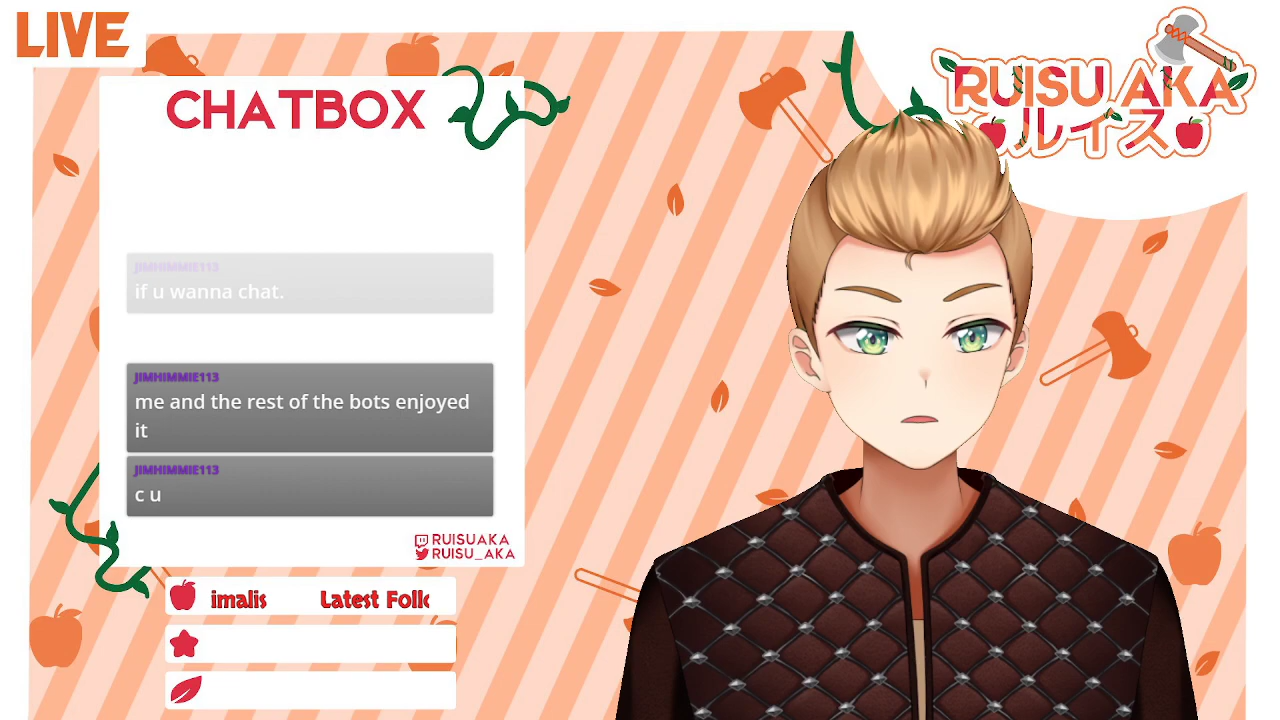 LIVE
RUISU AKA
ルイス
CHATBOX
JIMHIMMIE113
if u wanna chat.
JIMHIMMIE113
me and the rest of the bots enjoyed
it
JIMHIMMIE113
c u
RUISUAKA
RUISU_AKA
imalis Latest Follo